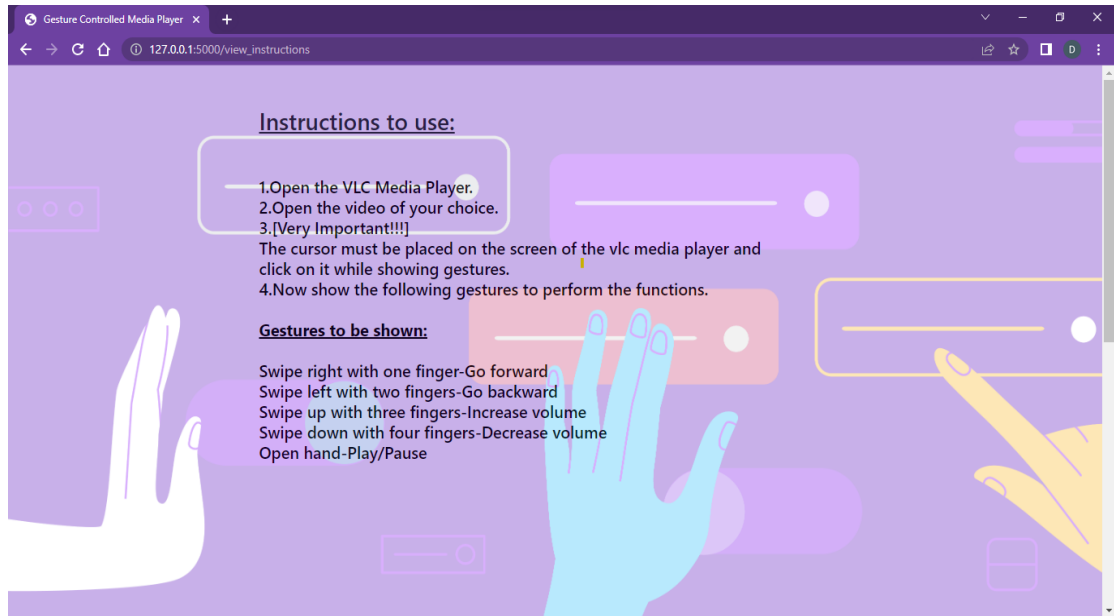 Gesture Controlled Media Player
127.0.0.1:5000/view_instructions
D
Instructions to use:
1.Open the VLC Media Player.
2.Open the video of your choice.
3.[Very Important!!!]
The cursor must be placed on the screen of the vlc media player and
click on it while showing gestures.
4.Now show the following gestures to perform the functions.
Gestures to be shown:
Swipe right with one finger-Go forward
Swipe left with two fingers-Go backward
Swipe up with three fingers-Increase volume
Swipe down with four fingers-Decrease volume
Open hand-Play/Pause